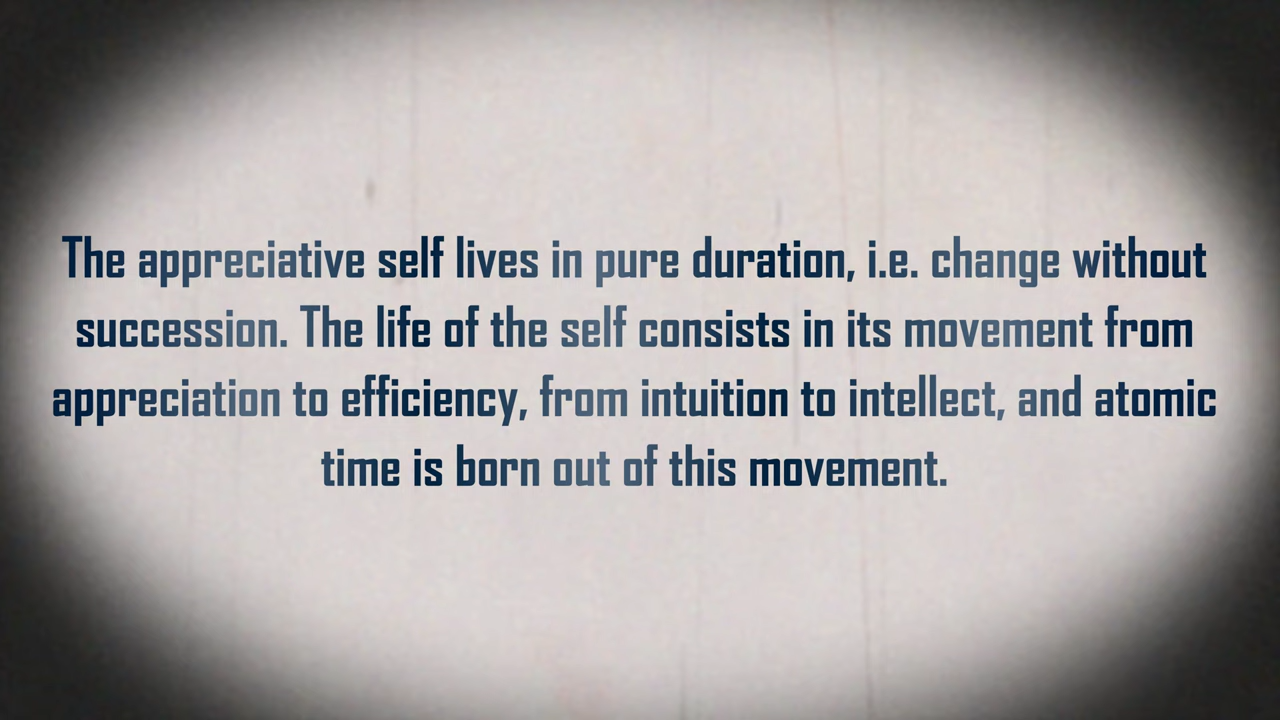 The appreciative self lives in pure duration, i.e. change without
succession. The life of the self consists in its movement from
appreciation to efficiency, from intuition to intellect, and atomic
time is born out of this movement.